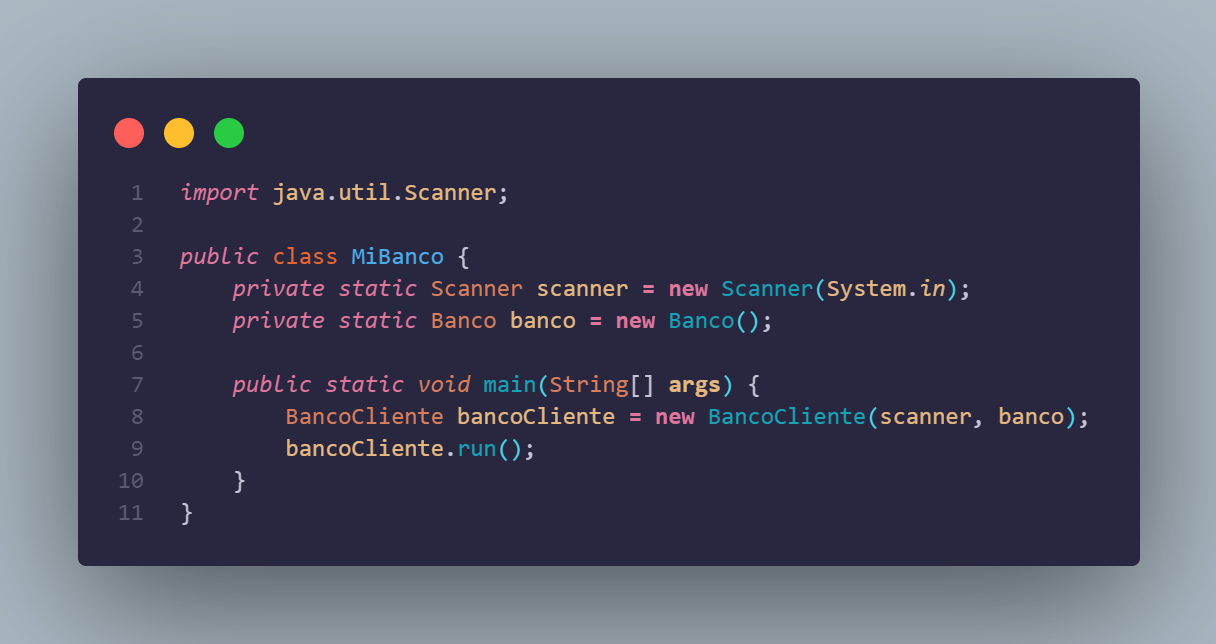 1 import java.util.Scanner;
2
3 public class MiBanco {
4     private static Scanner scanner = new Scanner(System.in);
5     private static Banco banco = new Banco();
6
7     public static void main(String[] args) {
8         BancoCliente bancoCliente = new BancoCliente(scanner, banco);
9         bancoCliente.run();
10     }
11 }